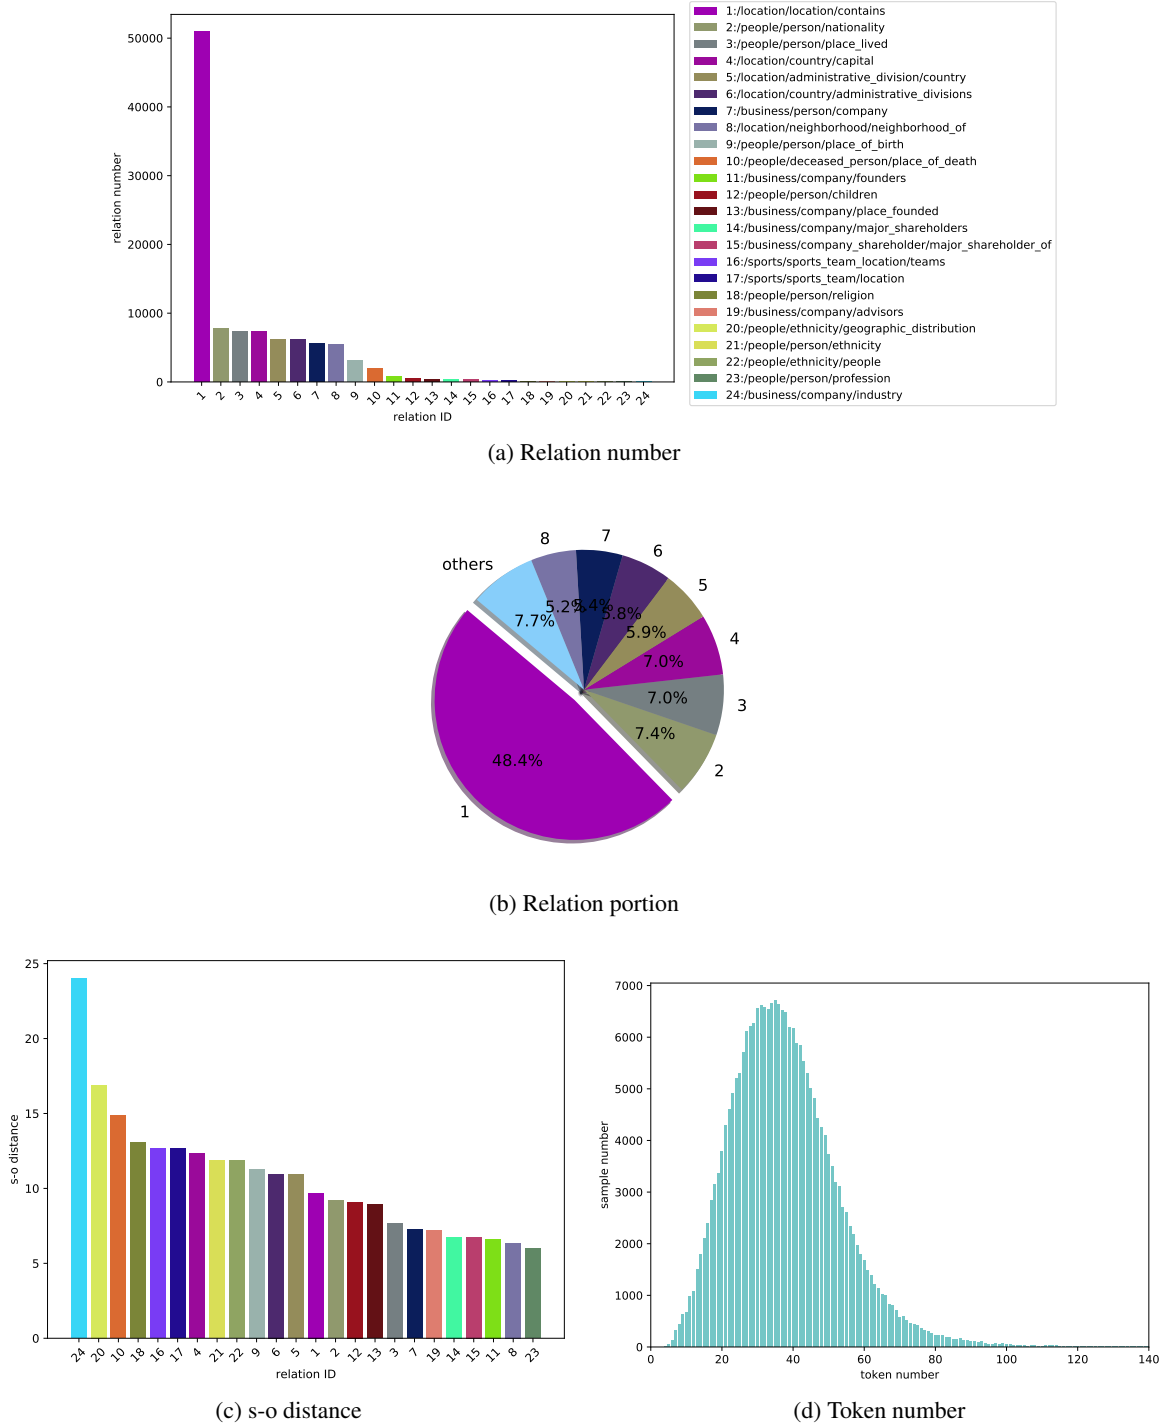 50000
40000
30000
20000
10000
0
relation number
1 2 3 4 5 6 7 8 9 10 11 12 13 14 15 16 17 18 19 20 21 22 23 24
relation ID
1:/location/location/contains
2:/people/person/nationality
3:/people/person/place_lived
4:/location/country/capital
5:/location/administrative_division/country
6:/location/country/administrative_divisions
7:/business/person/company
8:/location/neighborhood/neighborhood_of
9:/people/person/place_of_birth
10:/people/deceased_person/place_of_death
11:/business/company/founders
12:/people/person/children
13:/business/company/place_founded
14:/business/company/major_shareholders
15:/business/company_shareholder/major_shareholder_of
16:/sports/sports_team_location/teams
17:/sports/sports_team/location
18:/people/person/religion
19:/business/company/advisors
20:/people/ethnicity/geographic_distribution
21:/people/person/ethnicity
22:/people/ethnicity/people
23:/people/person/profession
24:/business/company/industry
(a) Relation number
others
8
7
6
5
4
3
2
1
7.7%
5.2%
5.4%
5.8%
5.9%
7.0%
7.0%
7.4%
48.4%
(b) Relation portion
25
20
15
10
5
0
s-o distance
24 20 10 18 16 17 4 21 22 9 6 5 1 2 12 13 3 7 19 14 15 11 8 23
relation ID
(c) s-o distance
7000
6000
5000
4000
3000
2000
1000
0
sample number
0 20 40 60 80 100 120 140
token number
(d) Token number